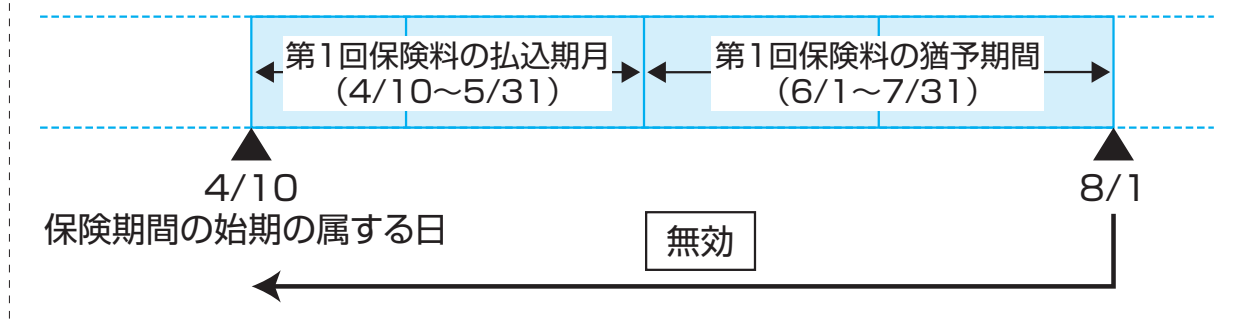 第1回保険料の払込期月
（4/10～5/31）
第1回保険料の猶予期間
（6/1～7/31）
4/10
8/1
保険期間の始期の属する日
無効